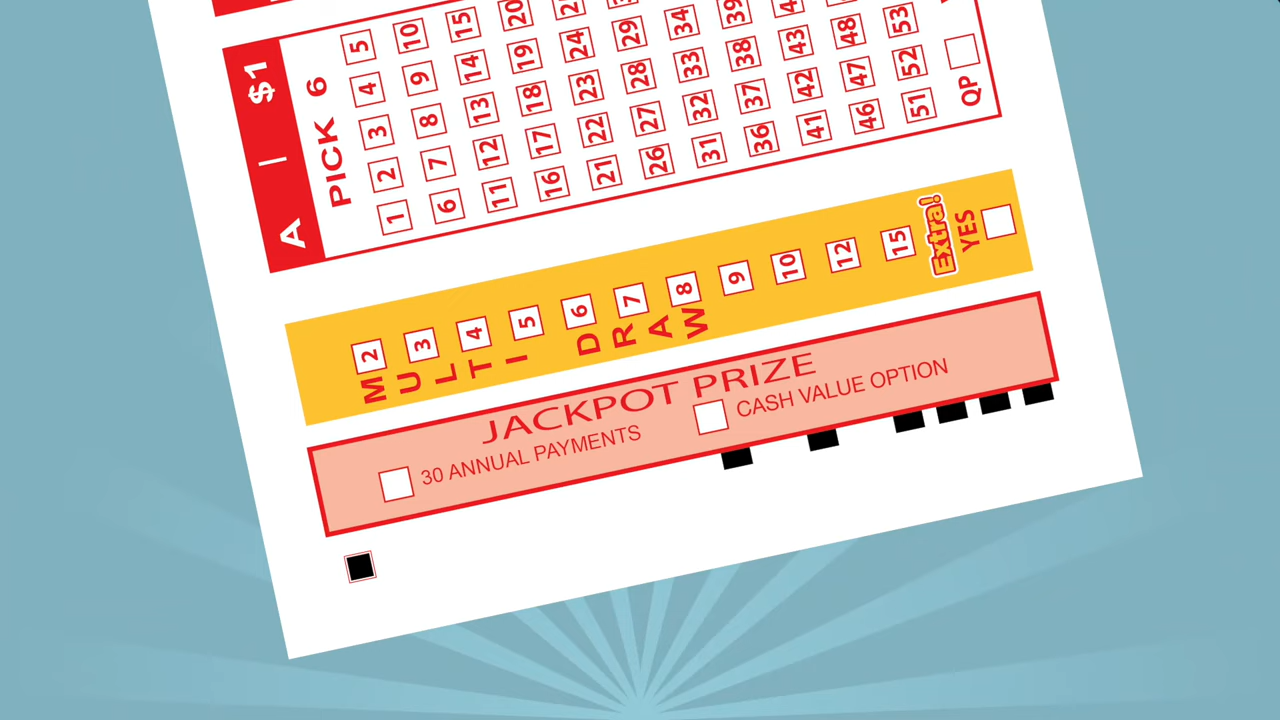 A | $1
PICK 6
1 2 3 4 5
6 7 8 9 10
11 12 13 14 15
16 17 18 19 20
21 22 23 24
26 27 28 29
31 32 33 34
36 37 38 39
41 42 43
46 47 48
51 52 53
QP
MULTI DRAW
2 3 4 5 6 7 8 9 10 12 15
Extra!
YES
JACKPOT PRIZE
30 ANNUAL PAYMENTS
CASH VALUE OPTION